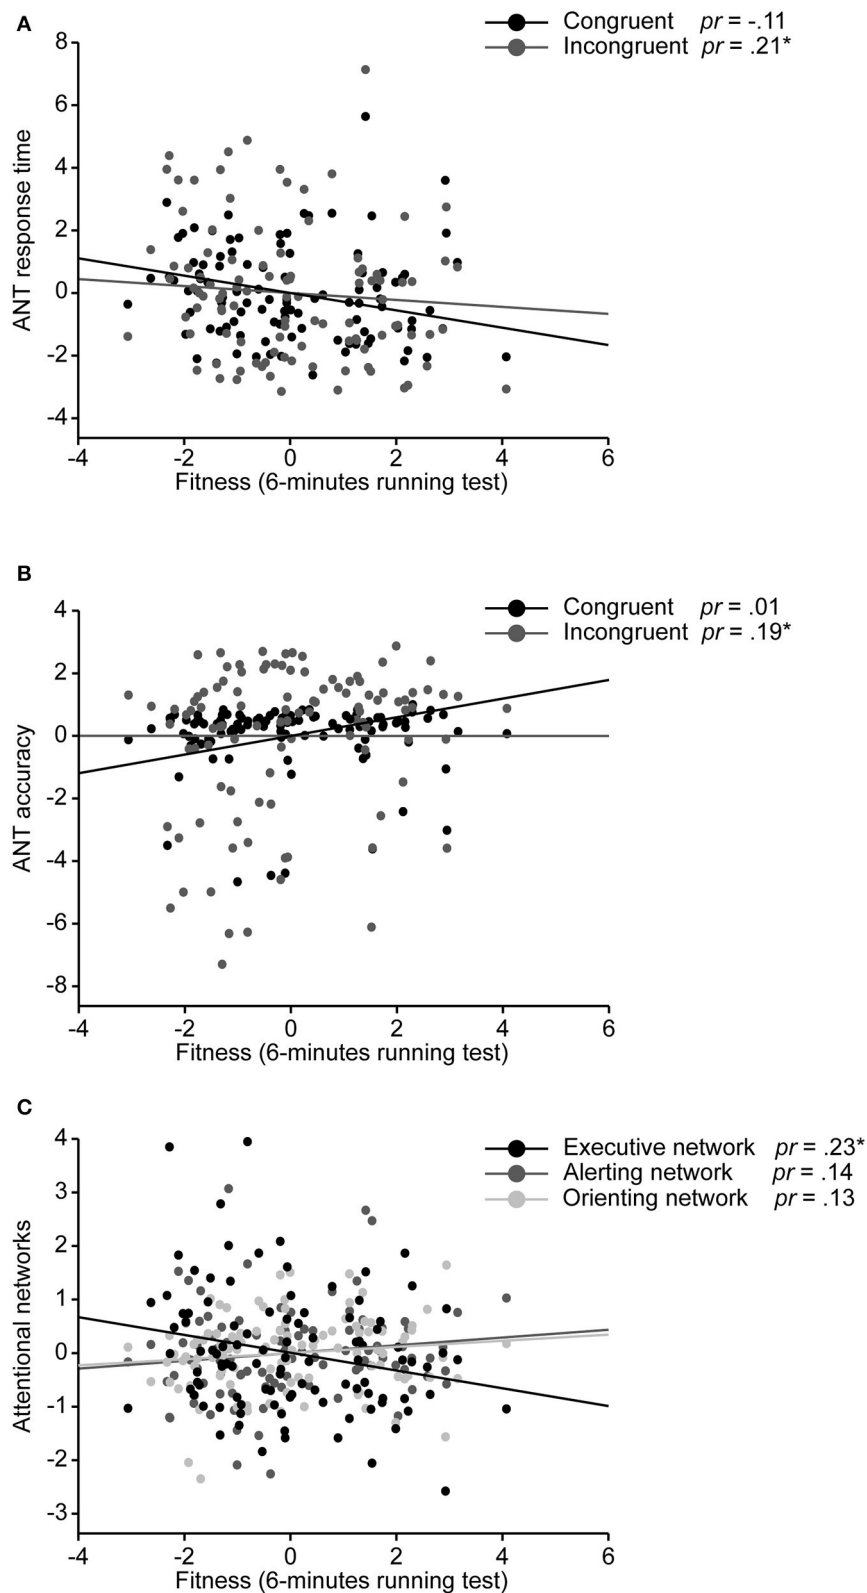 A
Congruent pr = -.11
Incongruent pr = .21*
8
6
4
2
0
-2
-4
ANT response time
-4 -2 0 2 4 6
Fitness (6-minutes running test)
B
Congruent pr = .01
Incongruent pr = .19*
4
2
0
-2
-4
-6
-8
ANT accuracy
-4 -2 0 2 4 6
Fitness (6-minutes running test)
C
Executive network pr = .23*
Alerting network pr = .14
Orienting network pr = .13
4
3
2
1
0
-1
-2
-3
Attentional networks
-4 -2 0 2 4 6
Fitness (6-minutes running test)